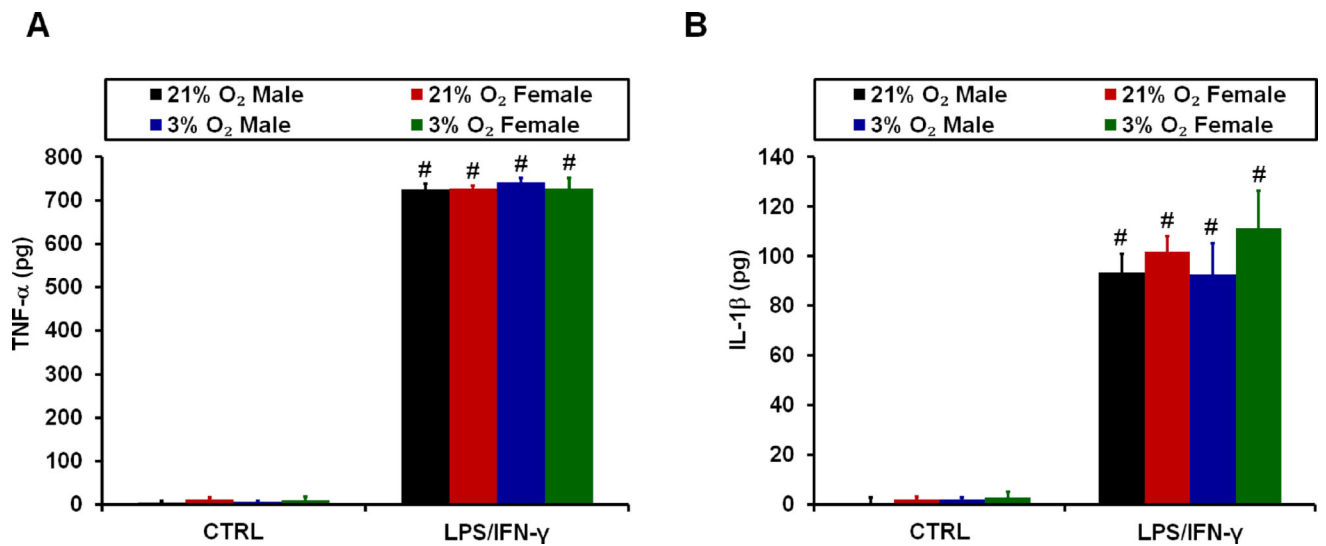 A
21% O₂ Male 21% O₂ Female
3% O₂ Male 3% O₂ Female
TNF-α (pg)
800
700
600
500
400
300
200
100
0
# # # #
CTRL LPS/IFN-γ
B
21% O₂ Male 21% O₂ Female
3% O₂ Male 3% O₂ Female
IL-1β (pg)
140
120
100
80
60
40
20
0
# # # #
CTRL LPS/IFN-γ